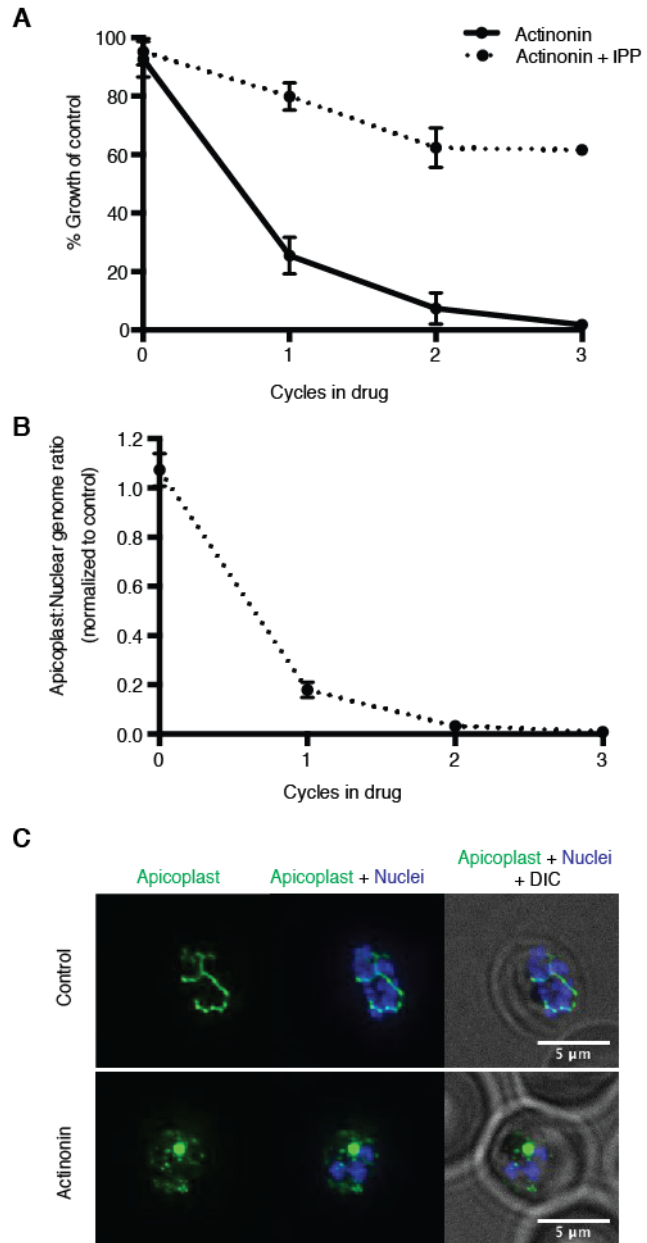 A
Actinonin
Actinonin + IPP
% Growth of control
100
80
60
40
20
0
0 1 2 3
Cycles in drug
B
Apicoplast:Nuclear genome ratio
(normalized to control)
1.2
1.0
0.8
0.6
0.4
0.2
0.0
0 1 2 3
Cycles in drug
C
Apicoplast
Apicoplast + Nuclei
Apicoplast + Nuclei
+ DIC
Control
5 μm
Actinonin
5 μm